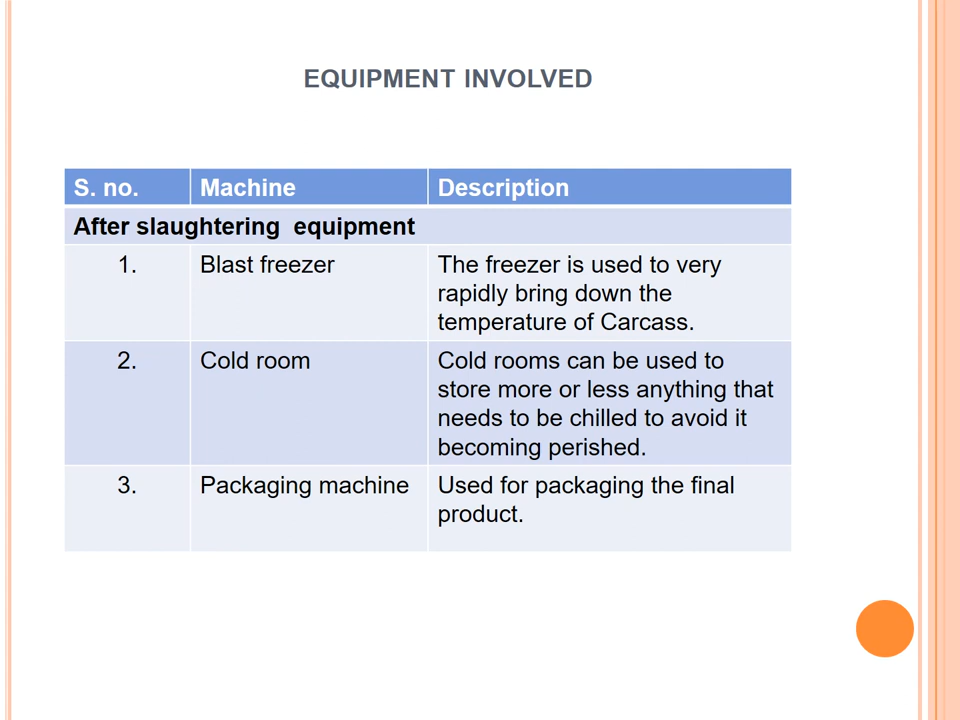 EQUIPMENT INVOLVED
S. no. Machine Description
After slaughtering  equipment
1. Blast freezer The freezer is used to very
rapidly bring down the
temperature of Carcass.
2. Cold room Cold rooms can be used to
store more or less anything that
needs to be chilled to avoid it
becoming perished.
3. Packaging machine Used for packaging the final
product.